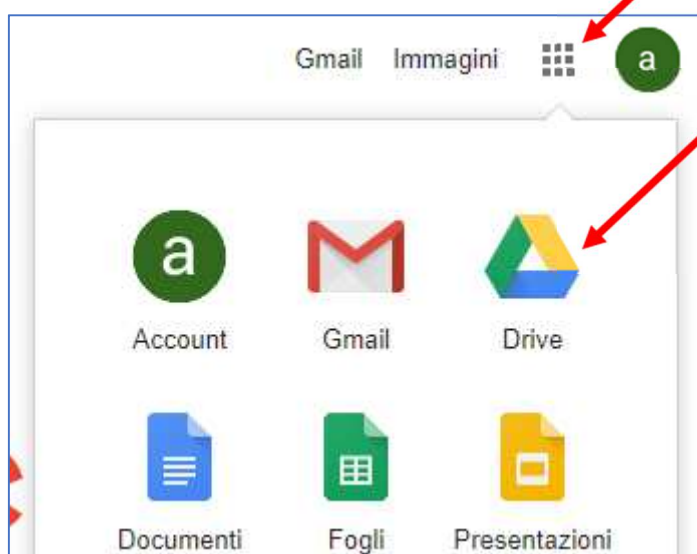 Gmail Immagini a
a
Account Gmail Drive
Documenti Fogli Presentazioni